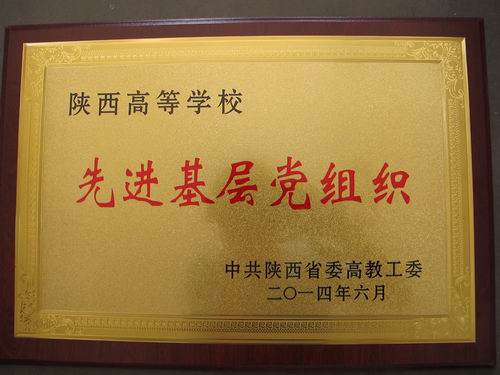 陕西高等学校
先进基层党组织
中共陕西省委高教工委
二〇一四年六月